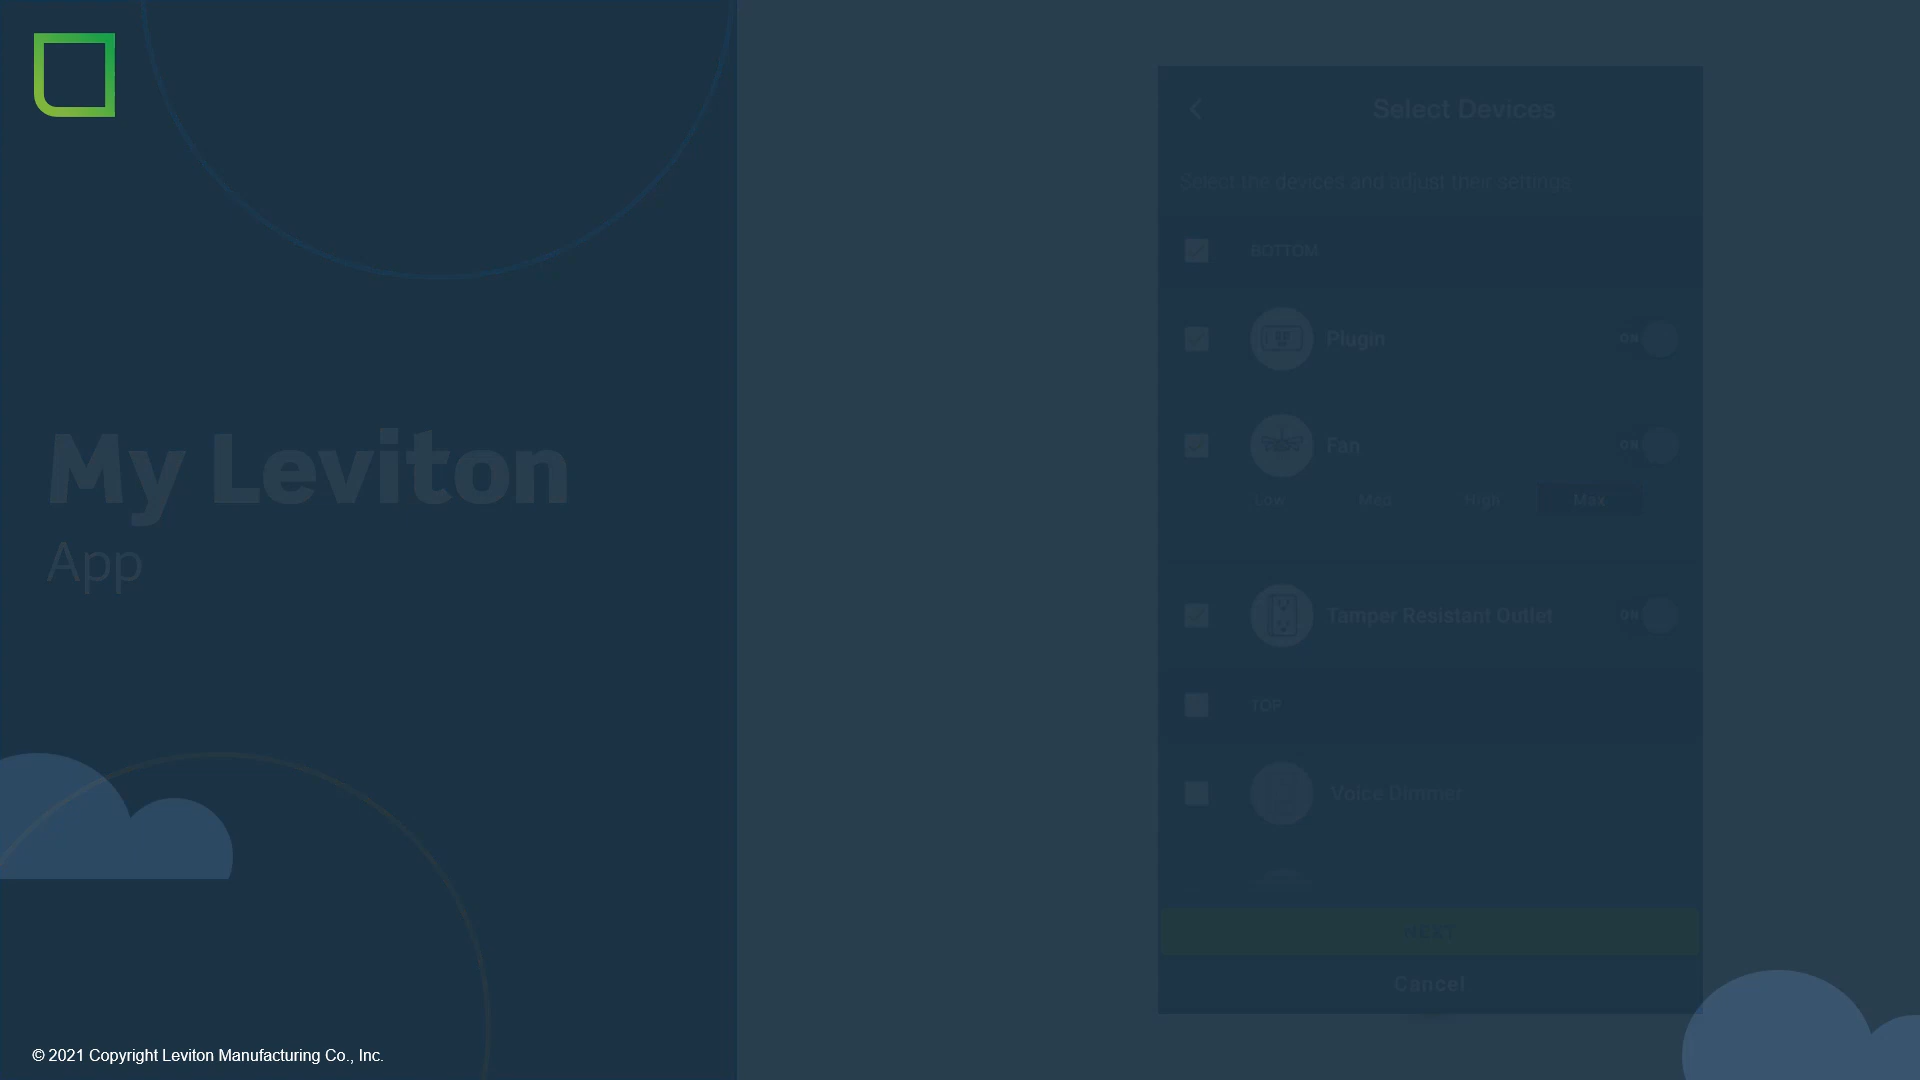 My Leviton
App
© 2021 Copyright Leviton Manufacturing Co., Inc.
Select Devices
Select the devices and adjust their settings
BOTTOM
Plugin
ON
Fan
ON
Low Med High Max
Tamper Resistant Outlet
ON
TOP
Voice Dimmer
NEXT
Cancel